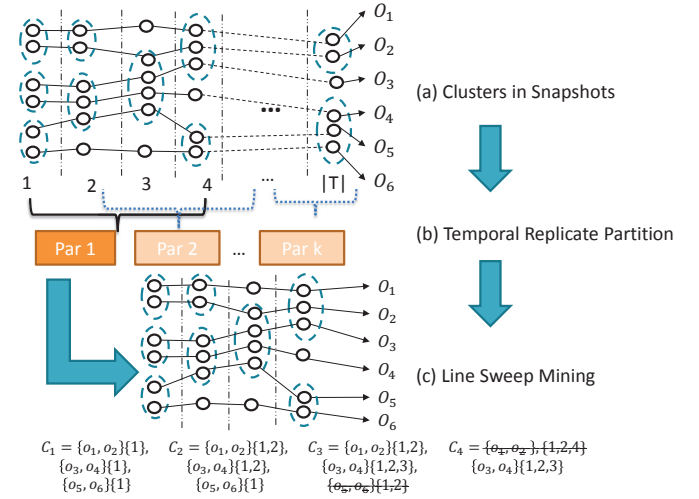 O₁
O₂
O₃
(a) Clusters in Snapshots
...
O₄
O₅
O₆
1 2 3 4 ... |T|
Par 1 Par 2 ... Par k
(b) Temporal Replicate Partition
O₁
O₂
O₃
O₄
(c) Line Sweep Mining
O₅
O₆
C₁ = {o₁, o₂}{1}, C₂ = {o₁, o₂}{1,2}, C₃ = {o₁, o₂}{1,2}, C₄ = {o₁, o₂}, {1,2,4}
{o₃, o₄}{1}, {o₃, o₄}{1,2}, {o₃, o₄}{1,2,3}, {o₃, o₄}{1,2,3}
{o₅, o₆}{1} {o₅, o₆}{1} {o₅, o₆}{1,2}